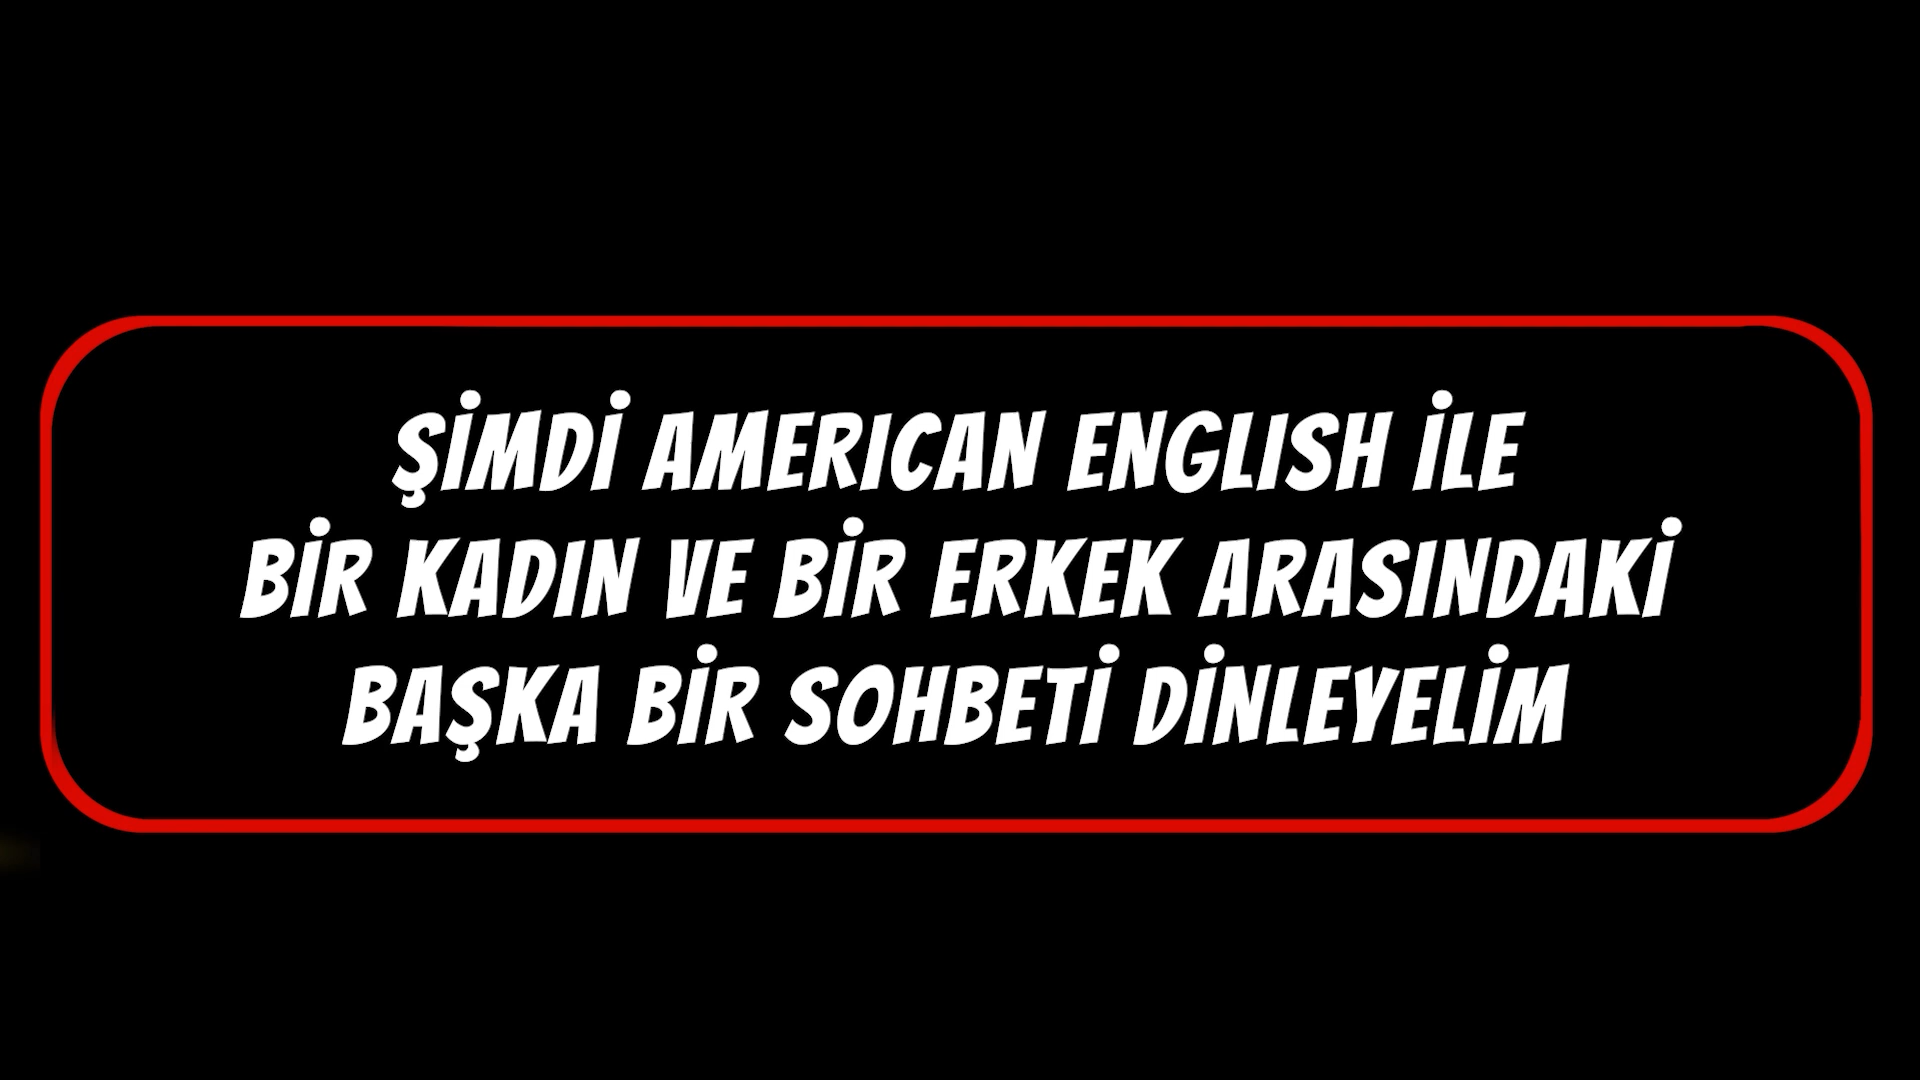 ŞİMDİ AMERICAN ENGLISH İLE
BİR KADIN VE BİR ERKEK ARASINDAKİ
BAŞKA BİR SOHBETİ DİNLEYELİM